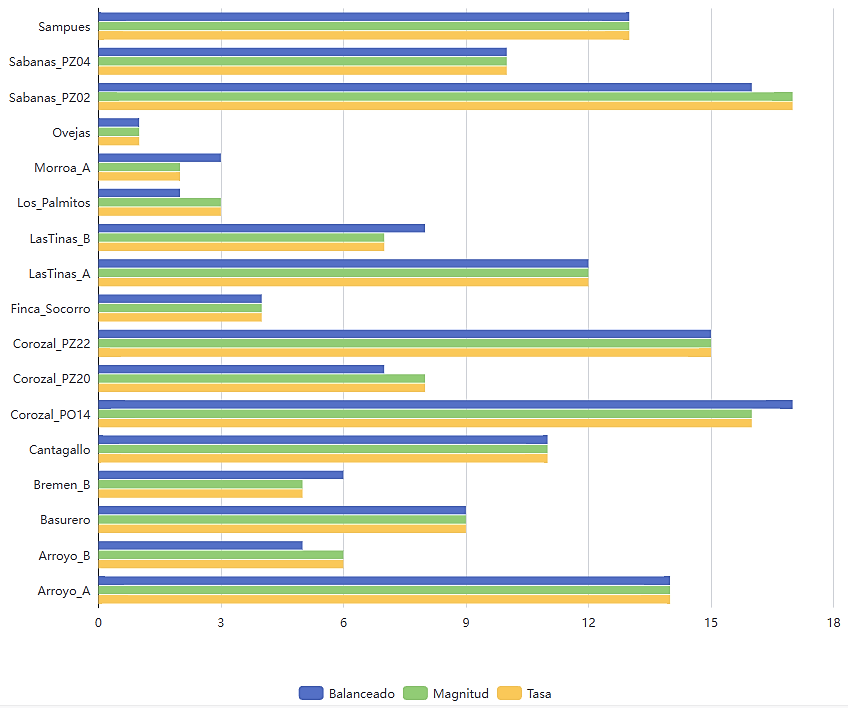 Sampues
Sabanas_PZ04
Sabanas_PZ02
Ovejas
Morroa_A
Los_Palmitos
LasTinas_B
LasTinas_A
Finca_Socorro
Corozal_PZ22
Corozal_PZ20
Corozal_PO14
Cantagallo
Bremen_B
Basurero
Arroyo_B
Arroyo_A
0 3 6 9 12 15 18
Balanceado Magnitud Tasa